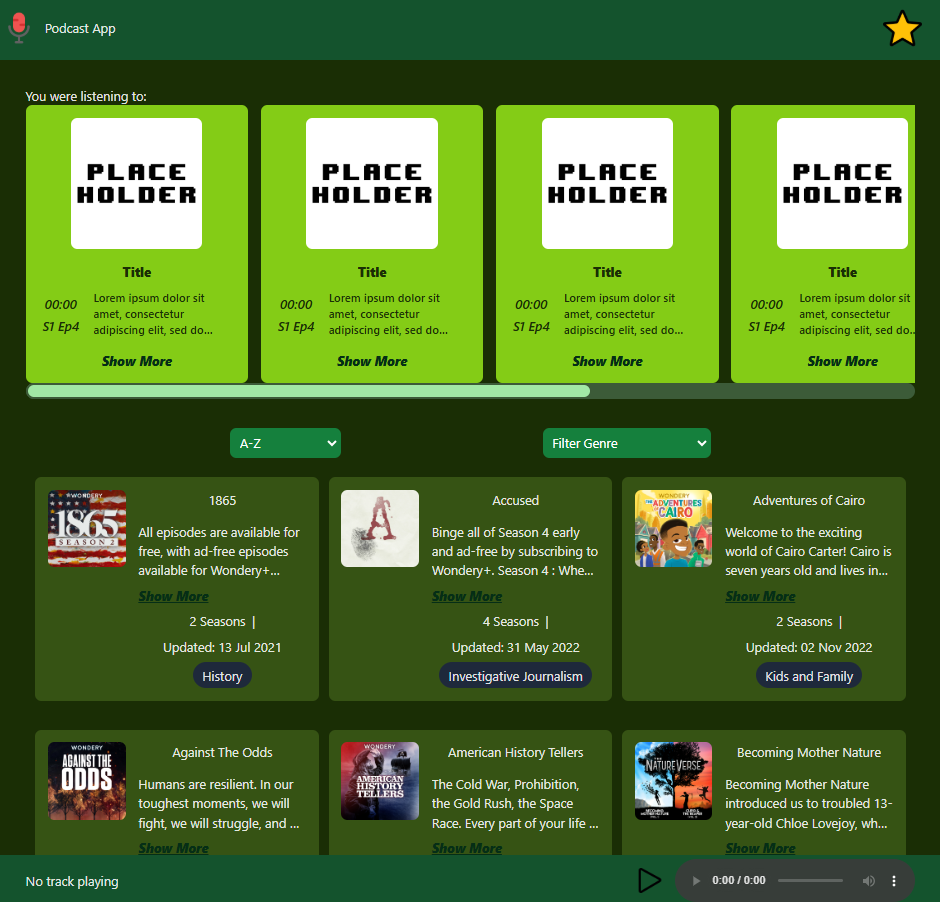 Podcast App
You were listening to:
PLACE HOLDER
Title
00:00
S1 Ep4
Lorem ipsum dolor sit
amet, consectetur
adipiscing elit, sed do...
Show More
PLACE HOLDER
Title
00:00
S1 Ep4
Lorem ipsum dolor sit
amet, consectetur
adipiscing elit, sed do...
Show More
PLACE HOLDER
Title
00:00
S1 Ep4
Lorem ipsum dolor sit
amet, consectetur
adipiscing elit, sed do...
Show More
PLACE HOLDER
Title
00:00
S1 Ep4
Lorem ipsum dolor sit
amet, consectetur
adipiscing elit, sed do..
Show More
A-Z
Filter Genre
WONDERY
1865
SEASON 2
1865
All episodes are available for
free, with ad-free episodes
available for Wondery+...
Show More
2 Seasons |
Updated: 13 Jul 2021
History
A
Accused
Binge all of Season 4 early
and ad-free by subscribing to
Wondery+. Season 4 : Whe...
Show More
4 Seasons |
Updated: 31 May 2022
Investigative Journalism
WONDERY
THE ADVENTURES
OF CAIRO
Adventures of Cairo
Welcome to the exciting
world of Cairo Carter! Cairo is
seven years old and lives in...
Show More
2 Seasons |
Updated: 02 Nov 2022
Kids and Family
WONDERY
AGAINST THE
ODDS
Against The Odds
Humans are resilient. In our
toughest moments, we will
fight, we will struggle, and ...
Show More
WONDERY
AMERICAN
HISTORY
TELLERS
American History Tellers
The Cold War, Prohibition,
the Gold Rush, the Space
Race. Every part of your life ...
Show More
NATUREVERSE
Becoming Mother Nature
Becoming Mother Nature
introduced us to troubled 13-
year-old Chloe Lovejoy, wh...
Show More
No track playing
0:00 / 0:00